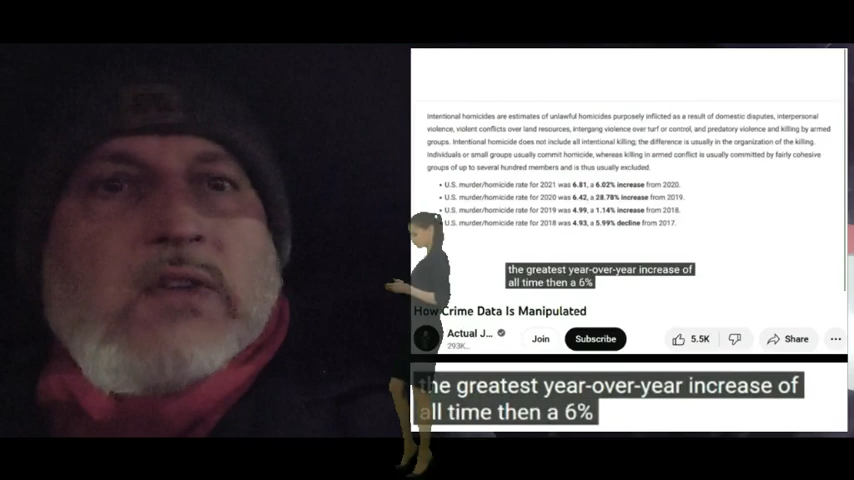 Intentional homicides are estimates of unlawful homicides purposely inflicted as a result of domestic disputes, interpersonal
violence, violent conflicts over land resources, intergang violence over turf or control, and predatory violence and killing by armed
groups. Intentional homicide does not include all intentional killing; the difference is usually in the organization of the killing.
Individuals or small groups usually commit homicide, whereas killing in armed conflict is usually committed by fairly cohesive
groups of up to several hundred members and is thus usually excluded.
• U.S. murder/homicide rate for 2021 was 6.81, a 6.02% increase from 2020.
• U.S. murder/homicide rate for 2020 was 6.42, a 28.78% increase from 2019.
• U.S. murder/homicide rate for 2019 was 4.99, a 1.14% increase from 2018.
U.S. murder/homicide rate for 2018 was 4.93, a 5.99% decline from 2017.
the greatest year-over-year increase of
all time then a 6%
How Crime Data Is Manipulated
Actual J...
293K...
Join
Subscribe
5.5K
Share
the greatest year-over-year increase of
all time then a 6%